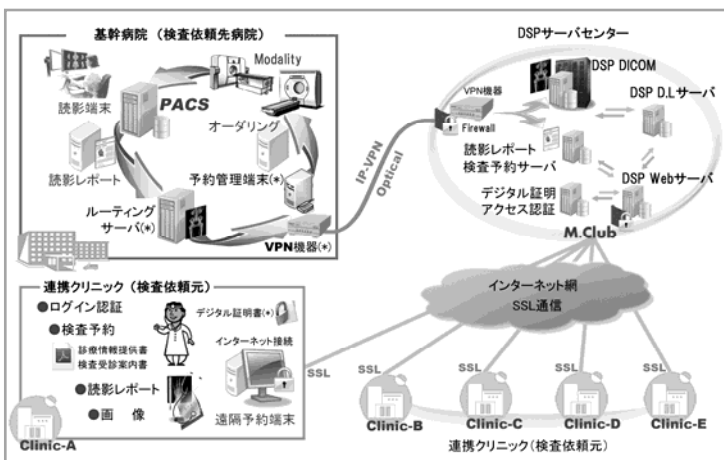 基幹病院（検査依頼先病院）
Modality
PACS
読影端末
オーダリング
読影レポート
予約管理端末(*)
ルーティング
サーバ(*)
VPN機器(*)
IP-VPN
Optical
DSPサーバセンター
VPN機器
DSP DICOM
DSP D.Lサーバ
Firewall
読影レポート
検査予約サーバ
DSP Webサーバ
デジタル証明
アクセス認証
M.Club
インターネット網
SSL通信
連携クリニック（検査依頼元）
●ログイン認証
デジタル証明書(*)
●検査予約
診療情報提供書
検査受診案内書
インターネット接続
●読影レポート
●画　像
遠隔予約端末
Clinic-A
SSL
SSL
SSL
SSL
SSL
Clinic-B
Clinic-C
Clinic-D
Clinic-E
連携クリニック(検査依頼元)